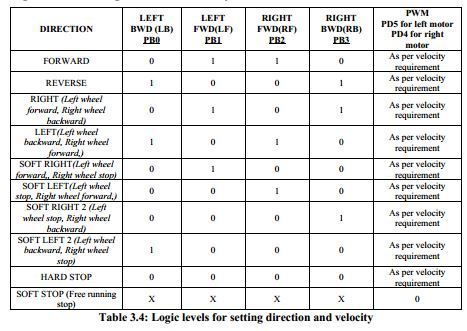 DIRECTION | LEFT BWD (LB) PB0 | LEFT FWD(LF) PB1 | RIGHT FWD(RF) PB2 | RIGHT BWD(RB) PB3 | PWM PD5 for left motor PD4 for right motor
FORWARD | 0 | 1 | 1 | 0 | As per velocity requirement
REVERSE | 1 | 0 | 0 | 1 | As per velocity requirement
RIGHT (Left wheel forward, Right wheel backward) | 0 | 1 | 0 | 1 | As per velocity requirement
LEFT(Left wheel backward, Right wheel forward,) | 1 | 0 | 1 | 0 | As per velocity requirement
SOFT RIGHT(Left wheel forward,, Right wheel stop) | 0 | 1 | 0 | 0 | As per velocity requirement
SOFT LEFT(Left wheel stop, Right wheel forward,) | 0 | 0 | 1 | 0 | As per velocity requirement
SOFT RIGHT 2 (Left wheel stop, Right wheel backward) | 0 | 0 | 0 | 1 | As per velocity requirement
SOFT LEFT 2 (Left wheel backward, Right wheel stop) | 1 | 0 | 0 | 0 | As per velocity requirement
HARD STOP | 0 | 0 | 0 | 0 | As per velocity requirement
SOFT STOP (Free running stop) | X | X | X | X | 0
Table 3.4: Logic levels for setting direction and velocity